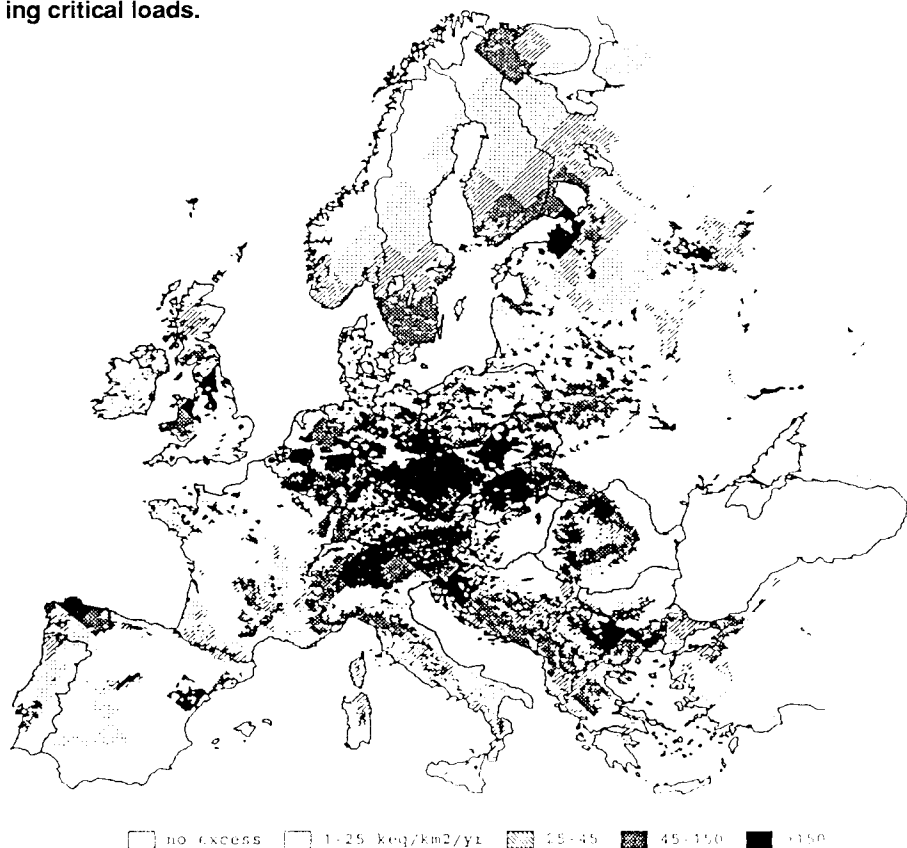 ing critical loads.
no excess 1-25 keq/km2/yr 25-45 45-150 >150